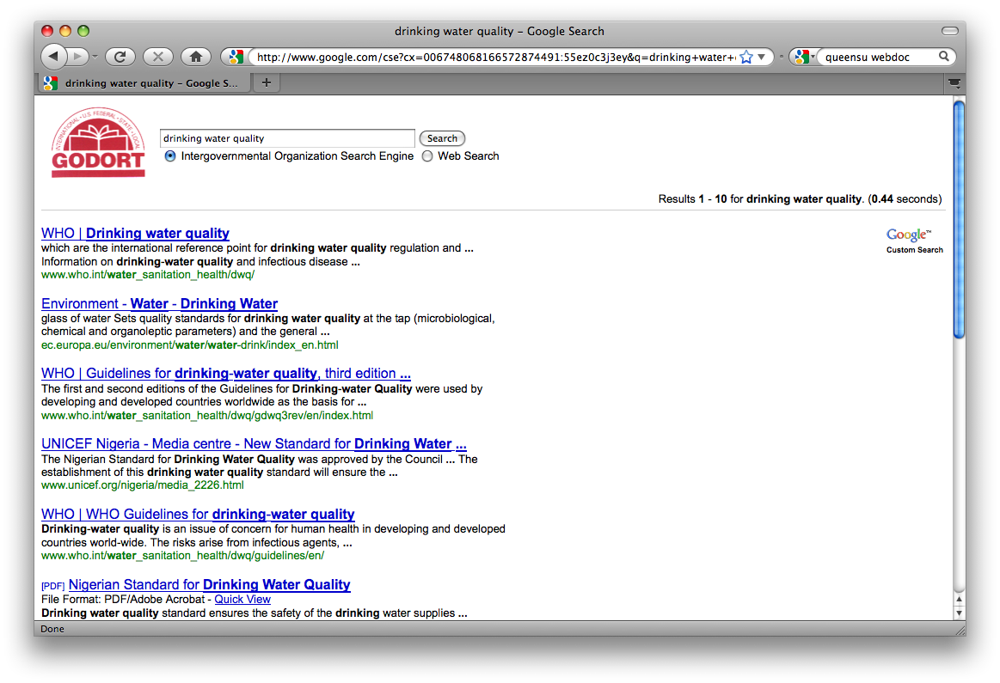 drinking water quality – Google Search
http://www.google.com/cse?cx=006748068166572874491:55ez0c3j3ey&q=drinking+water+
queensu webdoc
drinking water quality – Google S...
INTERNATIONAL • U.S. FEDERAL • STATE • LOCAL
GODORT
drinking water quality
Search
Intergovernmental Organization Search Engine
Web Search
Results 1 - 10 for drinking water quality. (0.44 seconds)
WHO | Drinking water quality
which are the international reference point for drinking water quality regulation and ...
Information on drinking-water quality and infectious disease ...
www.who.int/water_sanitation_health/dwq/
Google™
Custom Search
Environment - Water - Drinking Water
glass of water Sets quality standards for drinking water quality at the tap (microbiological,
chemical and organoleptic parameters) and the general ...
ec.europa.eu/environment/water/water-drink/index_en.html
WHO | Guidelines for drinking-water quality, third edition ...
The first and second editions of the Guidelines for Drinking-water Quality were used by
developing and developed countries worldwide as the basis for ...
www.who.int/water_sanitation_health/dwq/gdwq3rev/en/index.html
UNICEF Nigeria - Media centre - New Standard for Drinking Water ...
The Nigerian Standard for Drinking Water Quality was approved by the Council ... The
establishment of this drinking water quality standard will ensure the ...
www.unicef.org/nigeria/media_2226.html
WHO | WHO Guidelines for drinking-water quality
Drinking-water quality is an issue of concern for human health in developing and developed
countries world-wide. The risks arise from infectious agents, ...
www.who.int/water_sanitation_health/dwq/guidelines/en/
[PDF] Nigerian Standard for Drinking Water Quality
File Format: PDF/Adobe Acrobat - Quick View
Drinking water quality standard ensures the safety of the drinking water supplies ...
Done